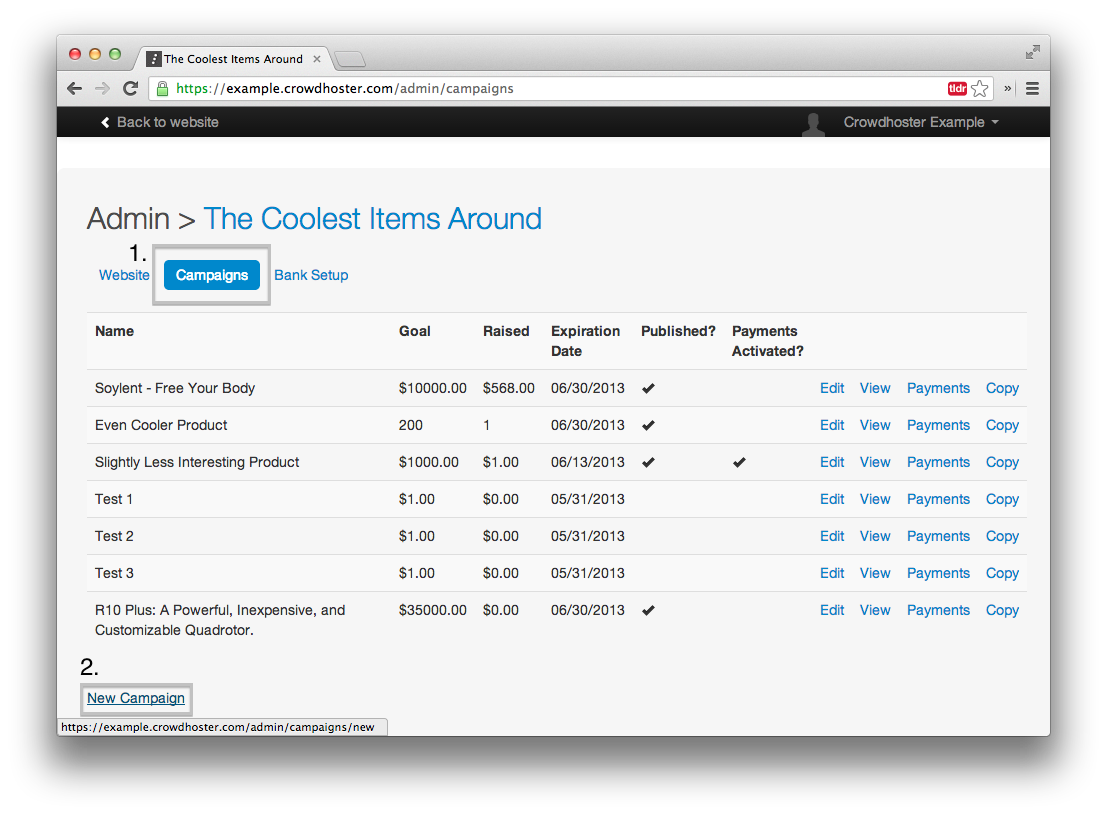 The Coolest Items Around
https://example.crowdhoster.com/admin/campaigns
tldr
»
Back to website
Crowdhoster Example
Admin > The Coolest Items Around
1.
Website Campaigns Bank Setup
Name Goal Raised Expiration Date Published? Payments Activated?
Soylent - Free Your Body $10000.00 $568.00 06/30/2013 ✔ Edit View Payments Copy
Even Cooler Product 200 1 06/30/2013 ✔ Edit View Payments Copy
Slightly Less Interesting Product $1000.00 $1.00 06/13/2013 ✔ ✔ Edit View Payments Copy
Test 1 $1.00 $0.00 05/31/2013 Edit View Payments Copy
Test 2 $1.00 $0.00 05/31/2013 Edit View Payments Copy
Test 3 $1.00 $0.00 05/31/2013 Edit View Payments Copy
R10 Plus: A Powerful, Inexpensive, and $35000.00 $0.00 06/30/2013 ✔ Edit View Payments Copy
Customizable Quadrotor.
2.
New Campaign
https://example.crowdhoster.com/admin/campaigns/new